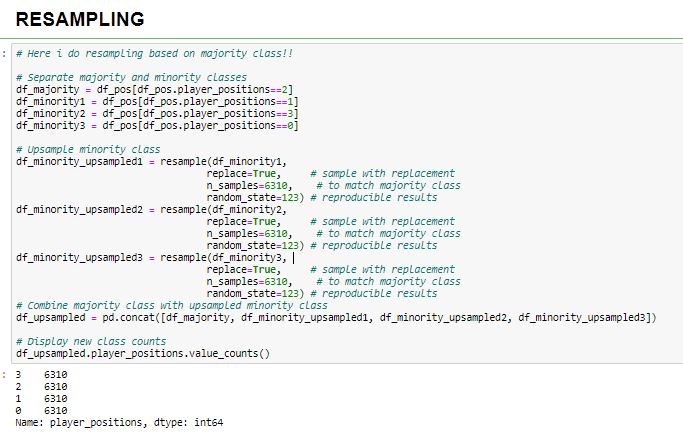 RESAMPLING
# Here i do resampling based on majority class!!
# Separate majority and minority classes
df_majority = df_pos[df_pos.player_positions==2]
df_minority1 = df_pos[df_pos.player_positions==1]
df_minority2 = df_pos[df_pos.player_positions==3]
df_minority3 = df_pos[df_pos.player_positions==0]
# Upsample minority class
df_minority_upsampled1 = resample(df_minority1,
replace=True,     # sample with replacement
n_samples=6310,    # to match majority class
random_state=123) # reproducible results
df_minority_upsampled2 = resample(df_minority2,
replace=True,     # sample with replacement
n_samples=6310,    # to match majority class
random_state=123) # reproducible results
df_minority_upsampled3 = resample(df_minority3,
replace=True,     # sample with replacement
n_samples=6310,    # to match majority class
random_state=123) # reproducible results
# Combine majority class with upsampled minority class
df_upsampled = pd.concat([df_majority, df_minority_upsampled1, df_minority_upsampled2, df_minority_upsampled3])
# Display new class counts
df_upsampled.player_positions.value_counts()
3    6310
2    6310
1    6310
0    6310
Name: player_positions, dtype: int64